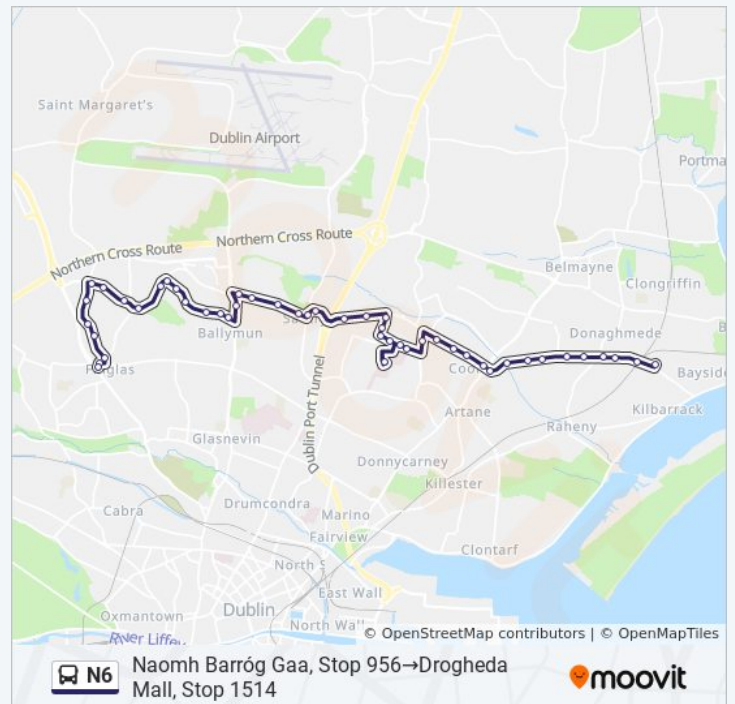 Saint Margaret's
Dublin Airport
Portma
Northern Cross Route
Northern Cross Route
Belmayne
Clongriffin
Ballymun
Donaghmede
Dublin Port Tunnel
Coo
Bayside
Artane
Kilbarrack
Raheny
Glasnevin
Donnycarney
Killester
Drumcondra
Cabra
Marino
Fairview
Clontarf
North S
East Wall
Oxmantown
Dublin
North Wall
River Liffey
© OpenStreetMap contributors | © OpenMapTiles
N6
Naomh Barróg Gaa, Stop 956→Drogheda
Mall, Stop 1514
moovit